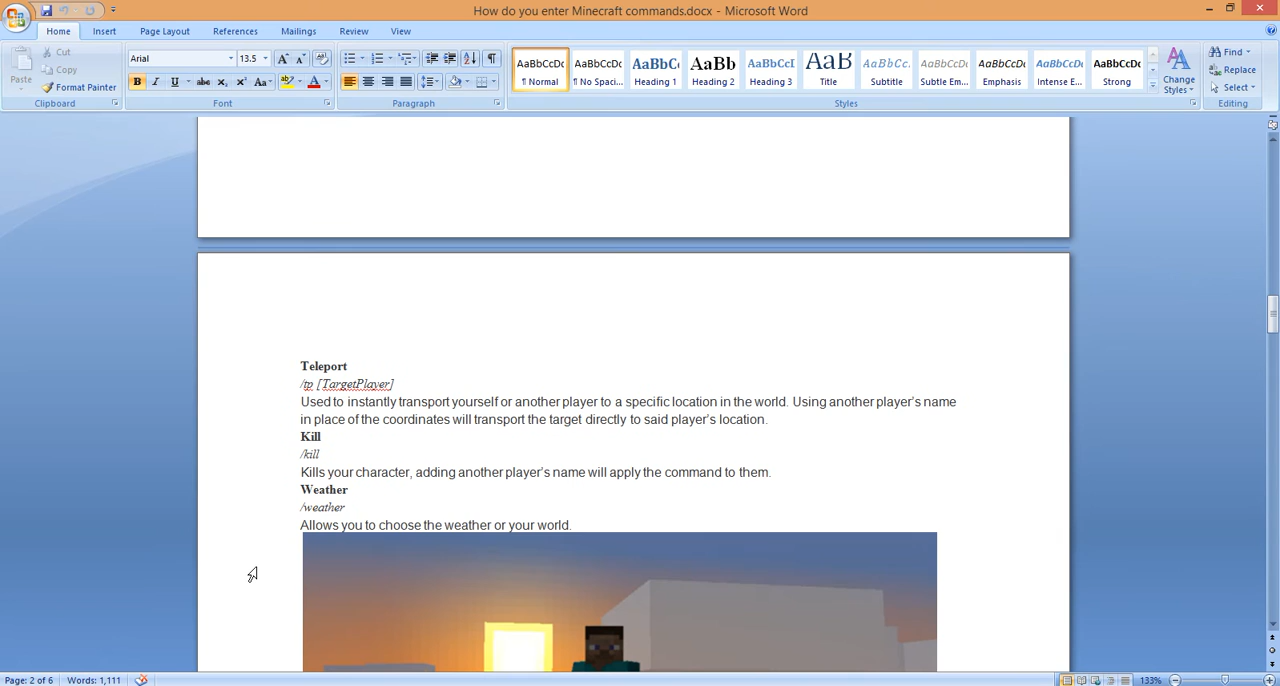 How do you enter Minecraft commands.docx - Microsoft Word
Home Insert Page Layout References Mailings Review View
Paste
Cut
Copy
Format Painter
Clipboard
Arial 13.5
Font
Paragraph
AaBbCcDc ¶ Normal
AaBbCcDc ¶ No Spaci...
AaBbC Heading 1
AaBb Heading 2
AaBbCcI Heading 3
AaB Title
AaBbCc. Subtitle
AaBbCcDc Subtle Em...
AaBbCcDc Emphasis
AaBbCcDc Intense E...
AaBbCcDc Strong
Change Styles
Styles
Find
Replace
Select
Editing
Teleport
/tp [TargetPlayer]
Used to instantly transport yourself or another player to a specific location in the world. Using another player's name
in place of the coordinates will transport the target directly to said player's location.
Kill
/kill
Kills your character, adding another player's name will apply the command to them.
Weather
/weather
Allows you to choose the weather or your world.
Page: 2 of 6 Words: 1,111 133%